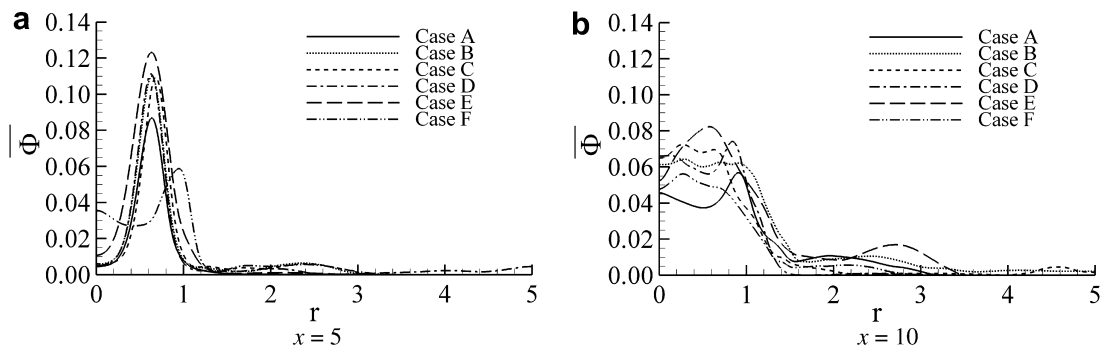 a
0.14
0.12
0.10
0.08
0.06
0.04
0.02
0.00
Φ
Case A
Case B
Case C
Case D
Case E
Case F
0 1 2 3 4 5
r
x = 5
b
0.14
0.12
0.10
0.08
0.06
0.04
0.02
0.00
Φ
Case A
Case B
Case C
Case D
Case E
Case F
0 1 2 3 4 5
r
x = 10